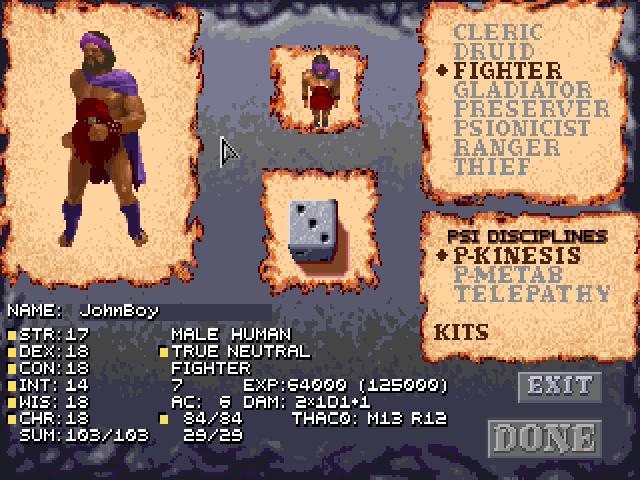 CLERIC
DRUID
FIGHTER
GLADIATOR
PRESERVER
PSIONICIST
RANGER
THIEF
PSI DISCIPLINES
P-KINESIS
P-METAB
TELEPATHY
KITS
NAME: JohnBoy
STR:17 MALE HUMAN
DEX:18 TRUE NEUTRAL
CON:18 FIGHTER
INT:14 7 EXP:64000 (125000)
WIS:18 AC: 6 DAM: 2x1D1+1
CHR:18 84/84 THAC0: M13 R12
SUM:103/103 29/29
EXIT
DONE